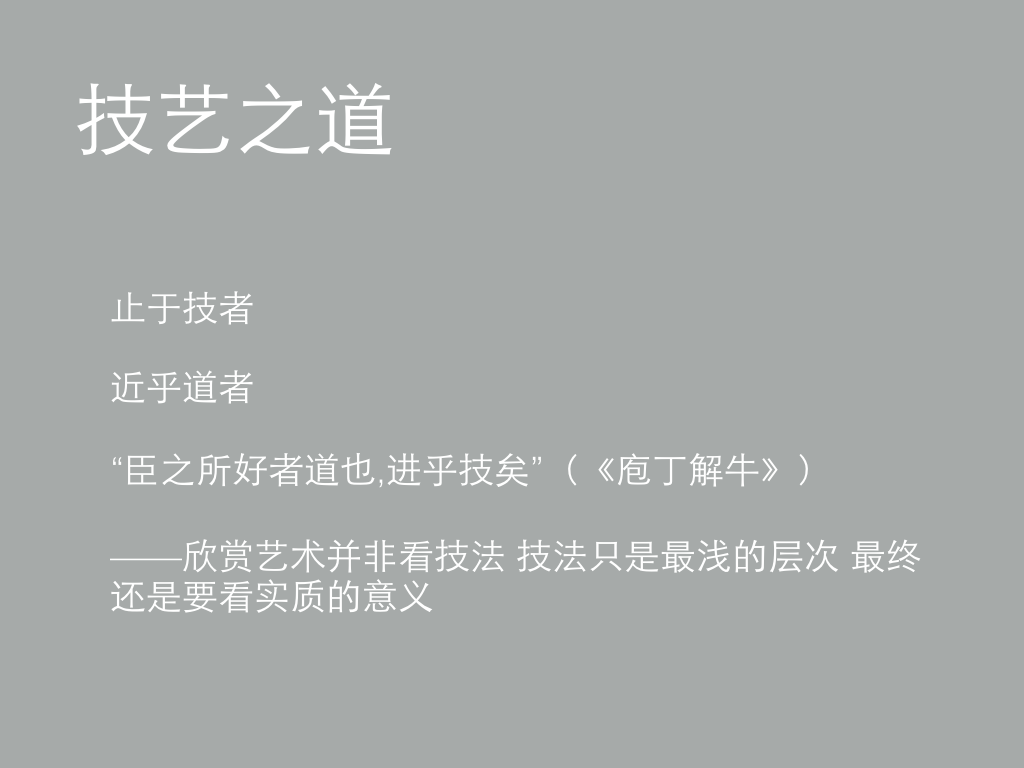 技艺之道
止于技者
近乎道者
“臣之所好者道也,进乎技矣”（《庖丁解牛》）
——欣赏艺术并非看技法 技法只是最浅的层次 最终
还是要看实质的意义